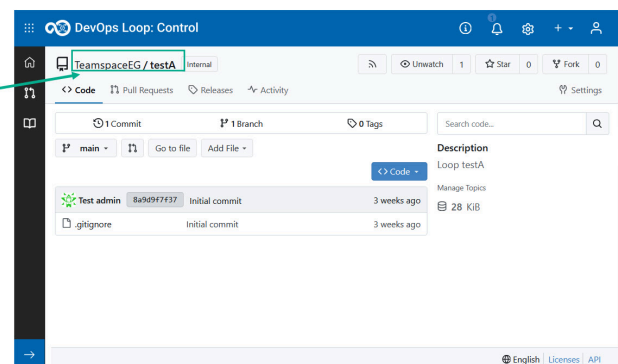 DevOps Loop: Control
1
TeamspaceEG / testA Internal
Unwatch 1 Star 0 Fork 0
<> Code Pull Requests Releases Activity Settings
1 Commit 1 Branch 0 Tags
Search code...
main Go to file Add File
Description
<> Code
Loop testA
Manage Topics
Test admin 8a9d9f7f37 Initial commit 3 weeks ago
28 KiB
.gitignore Initial commit 3 weeks ago
English Licenses API